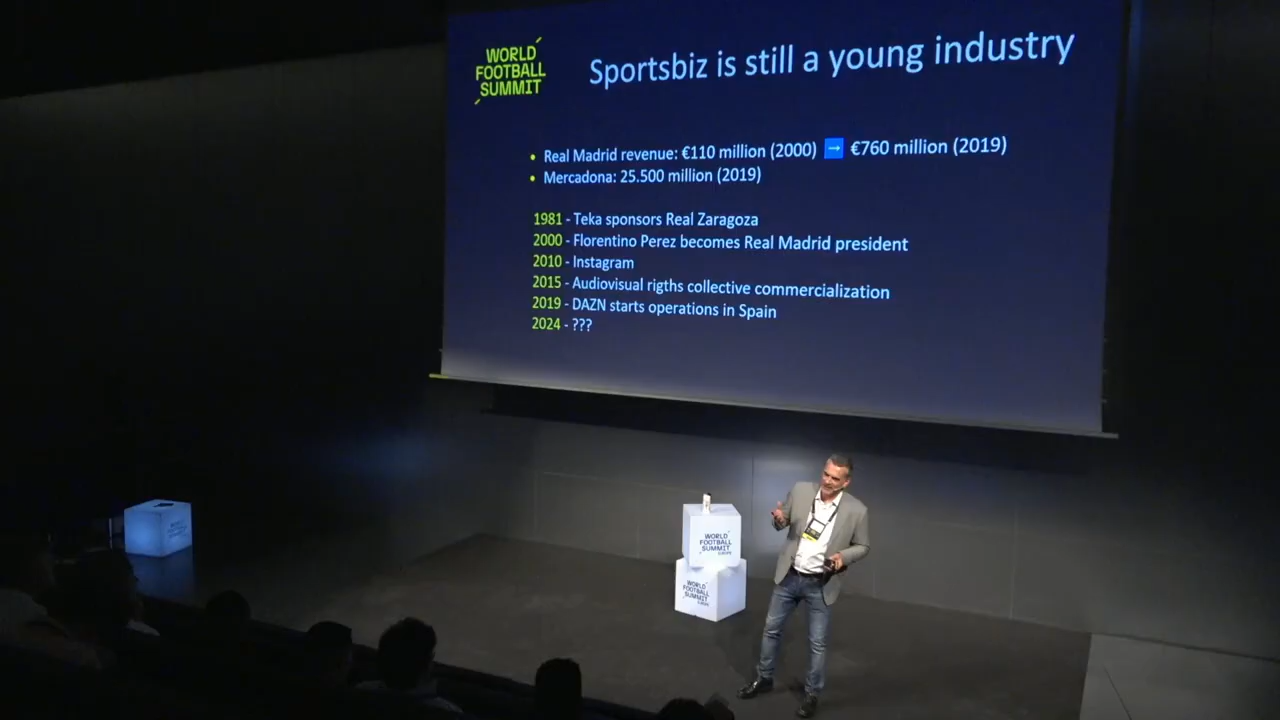 WORLD
FOOTBALL
SUMMIT
Sportsbiz is still a young industry
• Real Madrid revenue: €110 million (2000) → €760 million (2019)
• Mercadona: 25.500 million (2019)
1981 - Teka sponsors Real Zaragoza
2000 - Florentino Perez becomes Real Madrid president
2010 - Instagram
2015 - Audiovisual rigths collective commercialization
2019 - DAZN starts operations in Spain
2024 - ???
WORLD
FOOTBALL
SUMMIT
EUROPE
WORLD
FOOTBALL
SUMMIT
EUROPE